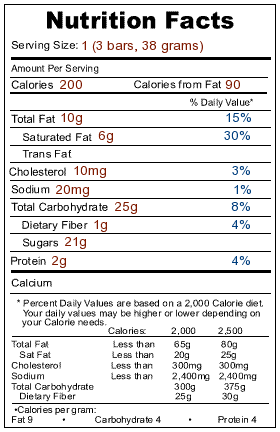 Nutrition Facts
Serving Size: 1 (3 bars, 38 grams)
Amount Per Serving
Calories 200 Calories from Fat 90
% Daily Value*
Total Fat 10g 15%
Saturated Fat 6g 30%
Trans Fat
Cholesterol 10mg 3%
Sodium 20mg 1%
Total Carbohydrate 25g 8%
Dietary Fiber 1g 4%
Sugars 21g
Protein 2g 4%
Calcium
* Percent Daily Values are based on a 2,000 Calorie diet.
Your daily values may be higher or lower depending on
your Calorie needs.
Calories: 2,000 2,500
Total Fat Less than 65g 80g
Sat Fat Less than 20g 25g
Cholesterol Less than 300mg 300mg
Sodium Less than 2,400mg 2,400mg
Total Carbohydrate 300g 375g
Dietary Fiber 25g 30g
•Calories per gram:
Fat 9 • Carbohydrate 4 • Protein 4